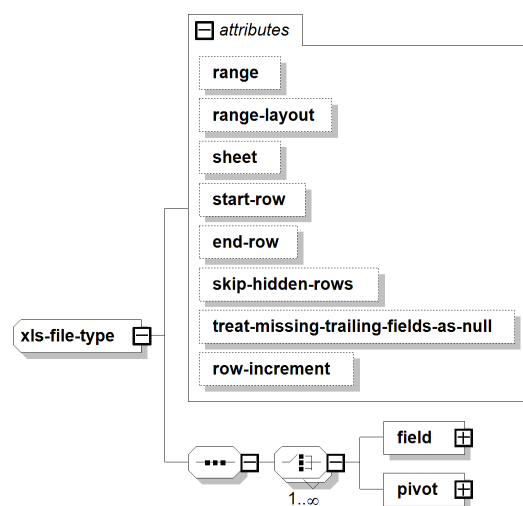 attributes
range
range-layout
sheet
start-row
end-row
skip-hidden-rows
xls-file-type
treat-missing-trailing-fields-as-null
row-increment
field
1..∞
pivot